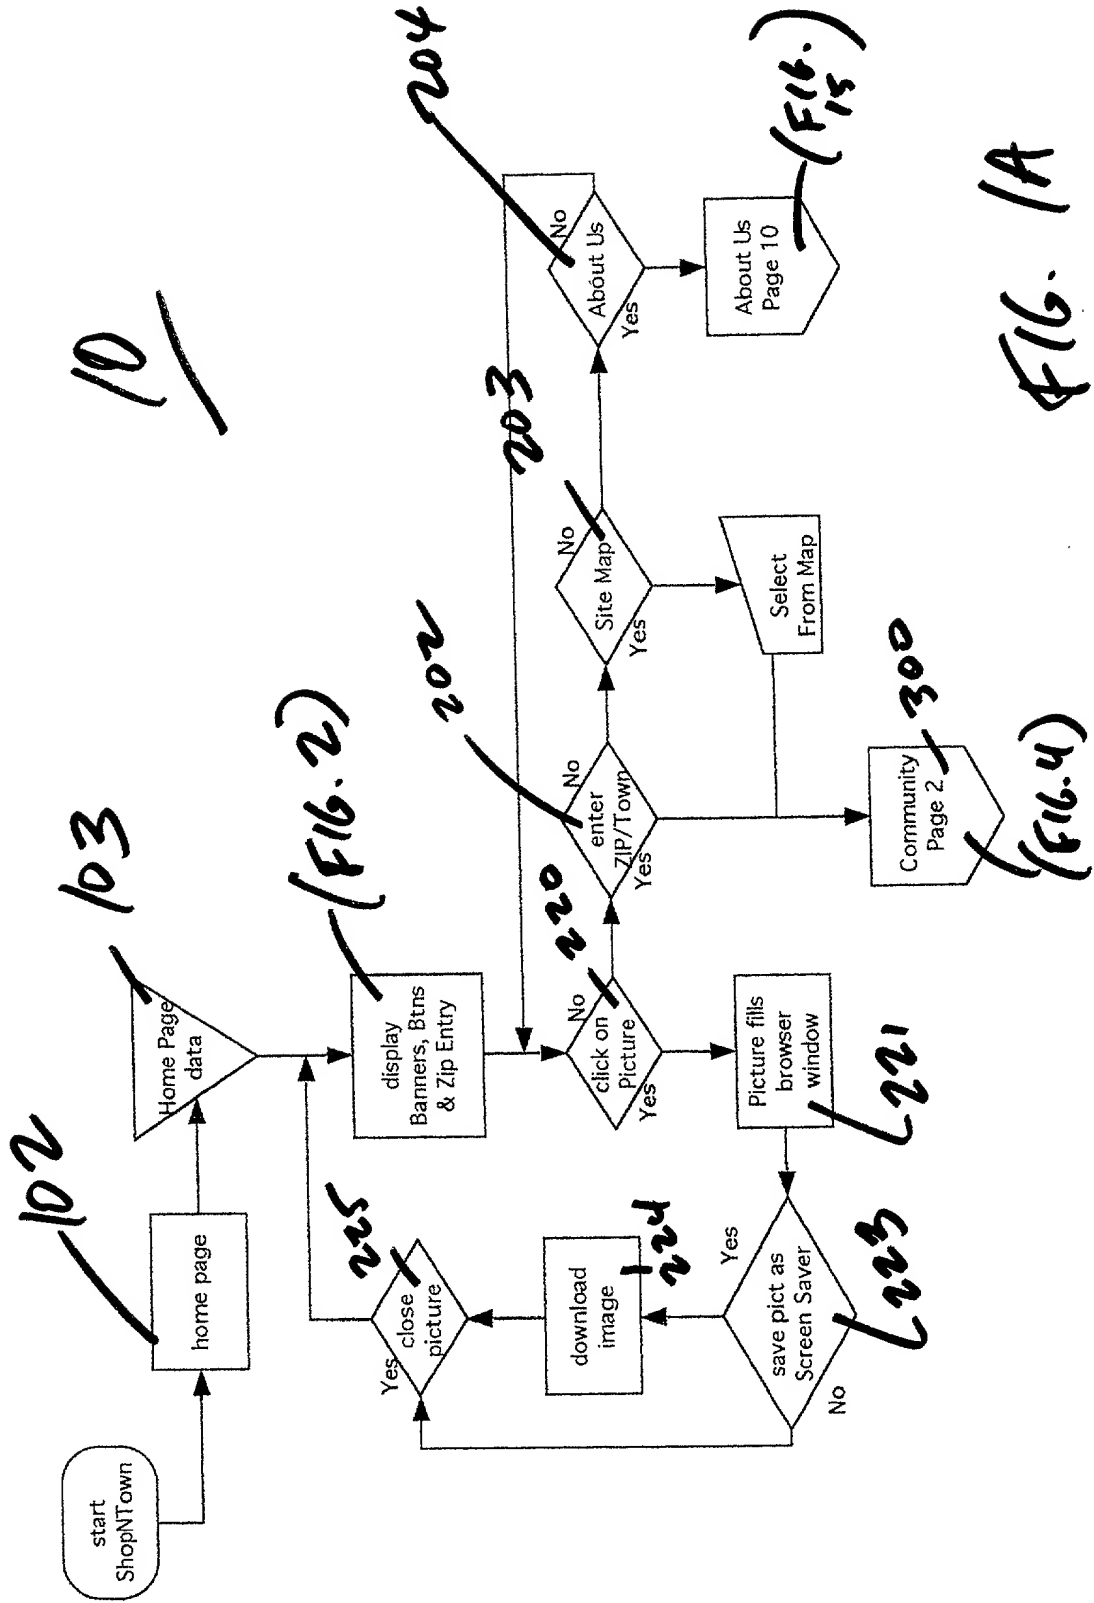 10
start
ShopNTown
102
home page
103
Home Page
data
(FIG. 2)
display
Banners, Btns
& Zip Entry
225
close
picture
Yes
224
download
image
223
save pict as
Screen Saver
Yes
No
221
Picture fills
browser
window
220
click on
Picture
No
Yes
202
enter
ZIP/Town
No
Yes
203
Site Map
No
Yes
204
About Us
No
Yes
Select
From Map
Community
Page 2
300
(FIG.4)
About Us
Page 10
(FIG.
15)
FIG. 1A